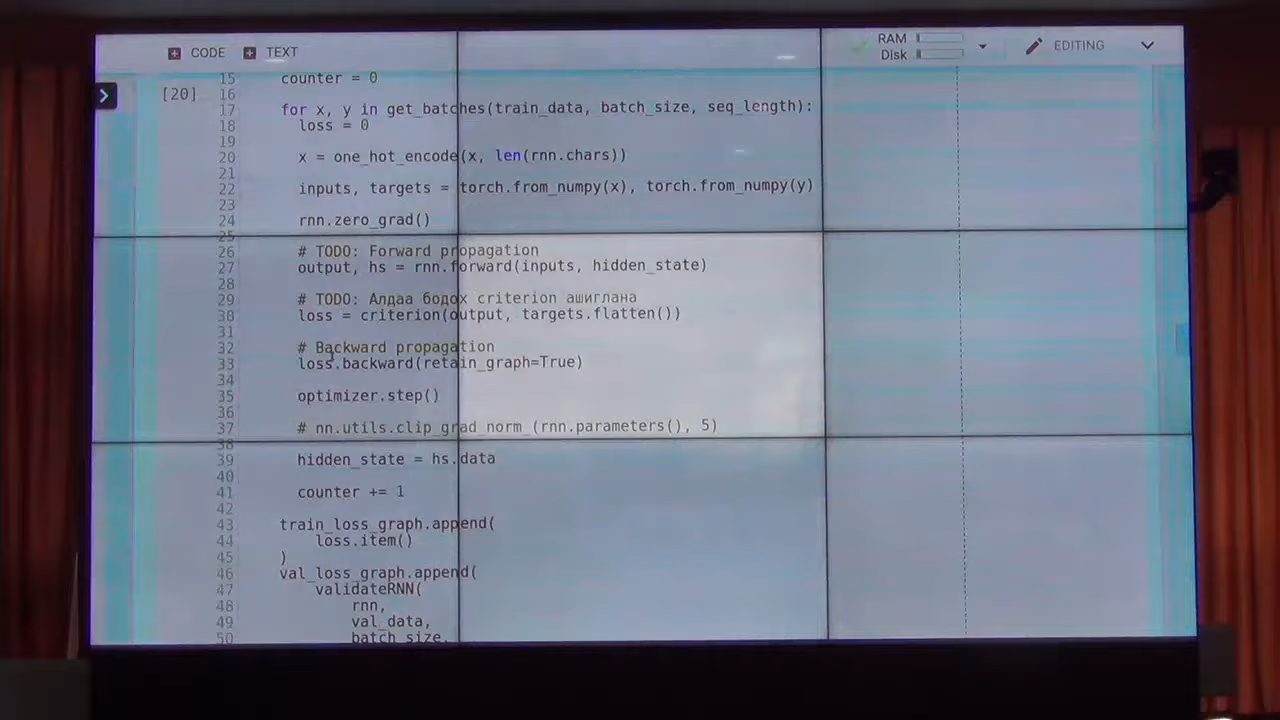 CODE TEXT RAM Disk EDITING
15 counter = 0
[20] 16
17 for x, y in get_batches(train_data, batch_size, seq_length):
18 loss = 0
19
20 x = one_hot_encode(x, len(rnn.chars))
21
22 inputs, targets = torch.from_numpy(x), torch.from_numpy(y)
23
24 rnn.zero_grad()
25
26 # TODO: Forward propagation
27 output, hs = rnn.forward(inputs, hidden_state)
28
29 # TODO: Алдаа бодох criterion ашиглана
30 loss = criterion(output, targets.flatten())
31
32 # Backward propagation
33 loss.backward(retain_graph=True)
34
35 optimizer.step()
36
37 # nn.utils.clip_grad_norm_(rnn.parameters(), 5)
38
39 hidden_state = hs.data
40
41 counter += 1
42
43 train_loss_graph.append(
44 loss.item()
45 )
46 val_loss_graph.append(
47 validateRNN(
48 rnn,
49 val_data,
50 batch_size,